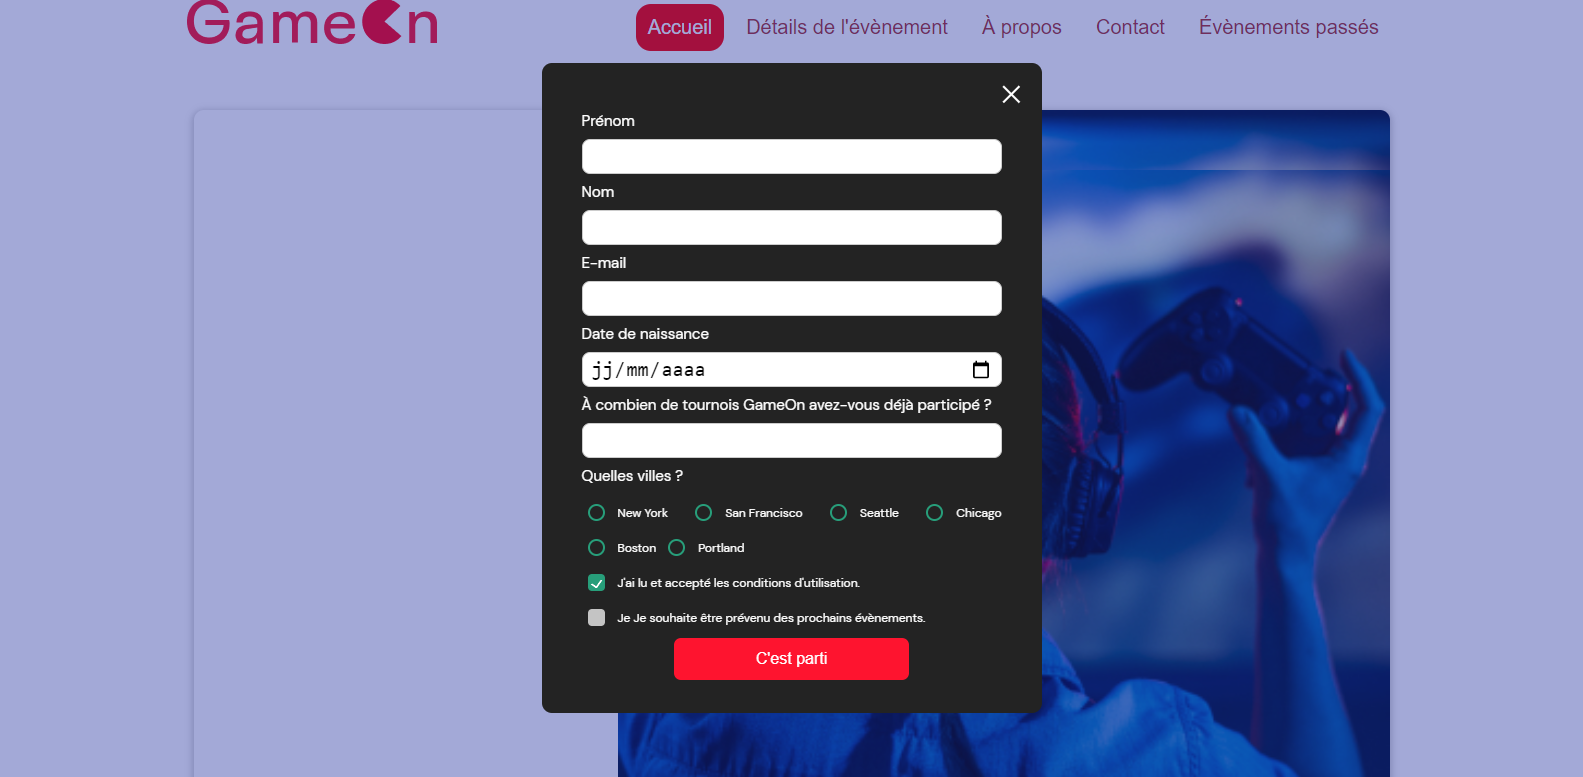 GameOn
Accueil Détails de l'évènement À propos Contact Évènements passés
Prénom
Nom
E-mail
Date de naissance
jj/mm/aaaa
À combien de tournois GameOn avez-vous déjà participé ?
Quelles villes ?
New York San Francisco Seattle Chicago
Boston Portland
J'ai lu et accepté les conditions d'utilisation.
Je Je souhaite être prévenu des prochains évènements.
C'est parti